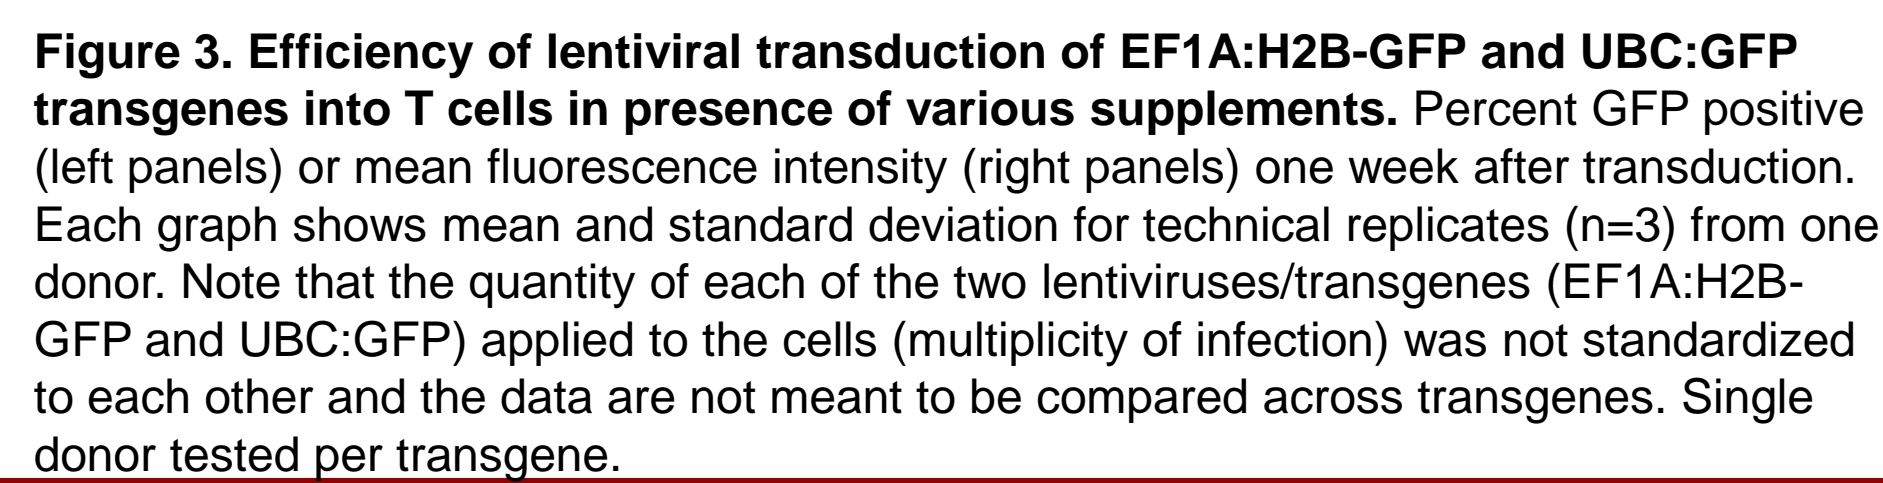 Figure 3. Efficiency of lentiviral transduction of EF1A:H2B-GFP and UBC:GFP
transgenes into T cells in presence of various supplements. Percent GFP positive
(left panels) or mean fluorescence intensity (right panels) one week after transduction.
Each graph shows mean and standard deviation for technical replicates (n=3) from one
donor. Note that the quantity of each of the two lentiviruses/transgenes (EF1A:H2B-
GFP and UBC:GFP) applied to the cells (multiplicity of infection) was not standardized
to each other and the data are not meant to be compared across transgenes. Single
donor tested per transgene.